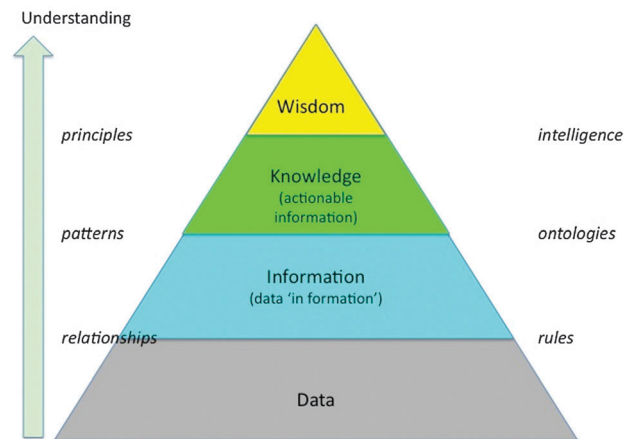 Understanding
Wisdom
principles
intelligence
Knowledge
(actionable
information)
patterns
ontologies
Information
(data ‘in formation’)
relationships
rules
Data